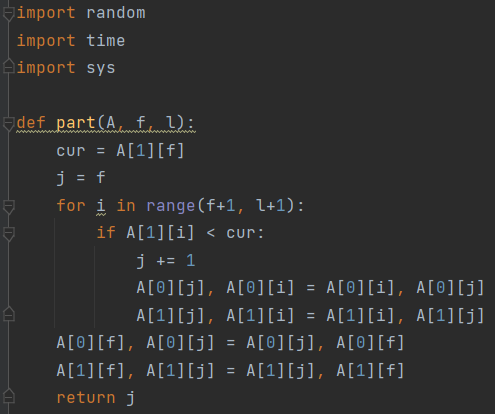 import random
import time
import sys

def part(A, f, l):
    cur = A[1][f]
    j = f
    for i in range(f+1, l+1):
        if A[1][i] < cur:
            j += 1
            A[0][j], A[0][i] = A[0][i], A[0][j]
            A[1][j], A[1][i] = A[1][i], A[1][j]
    A[0][f], A[0][j] = A[0][j], A[0][f]
    A[1][f], A[1][j] = A[1][j], A[1][f]
    return j